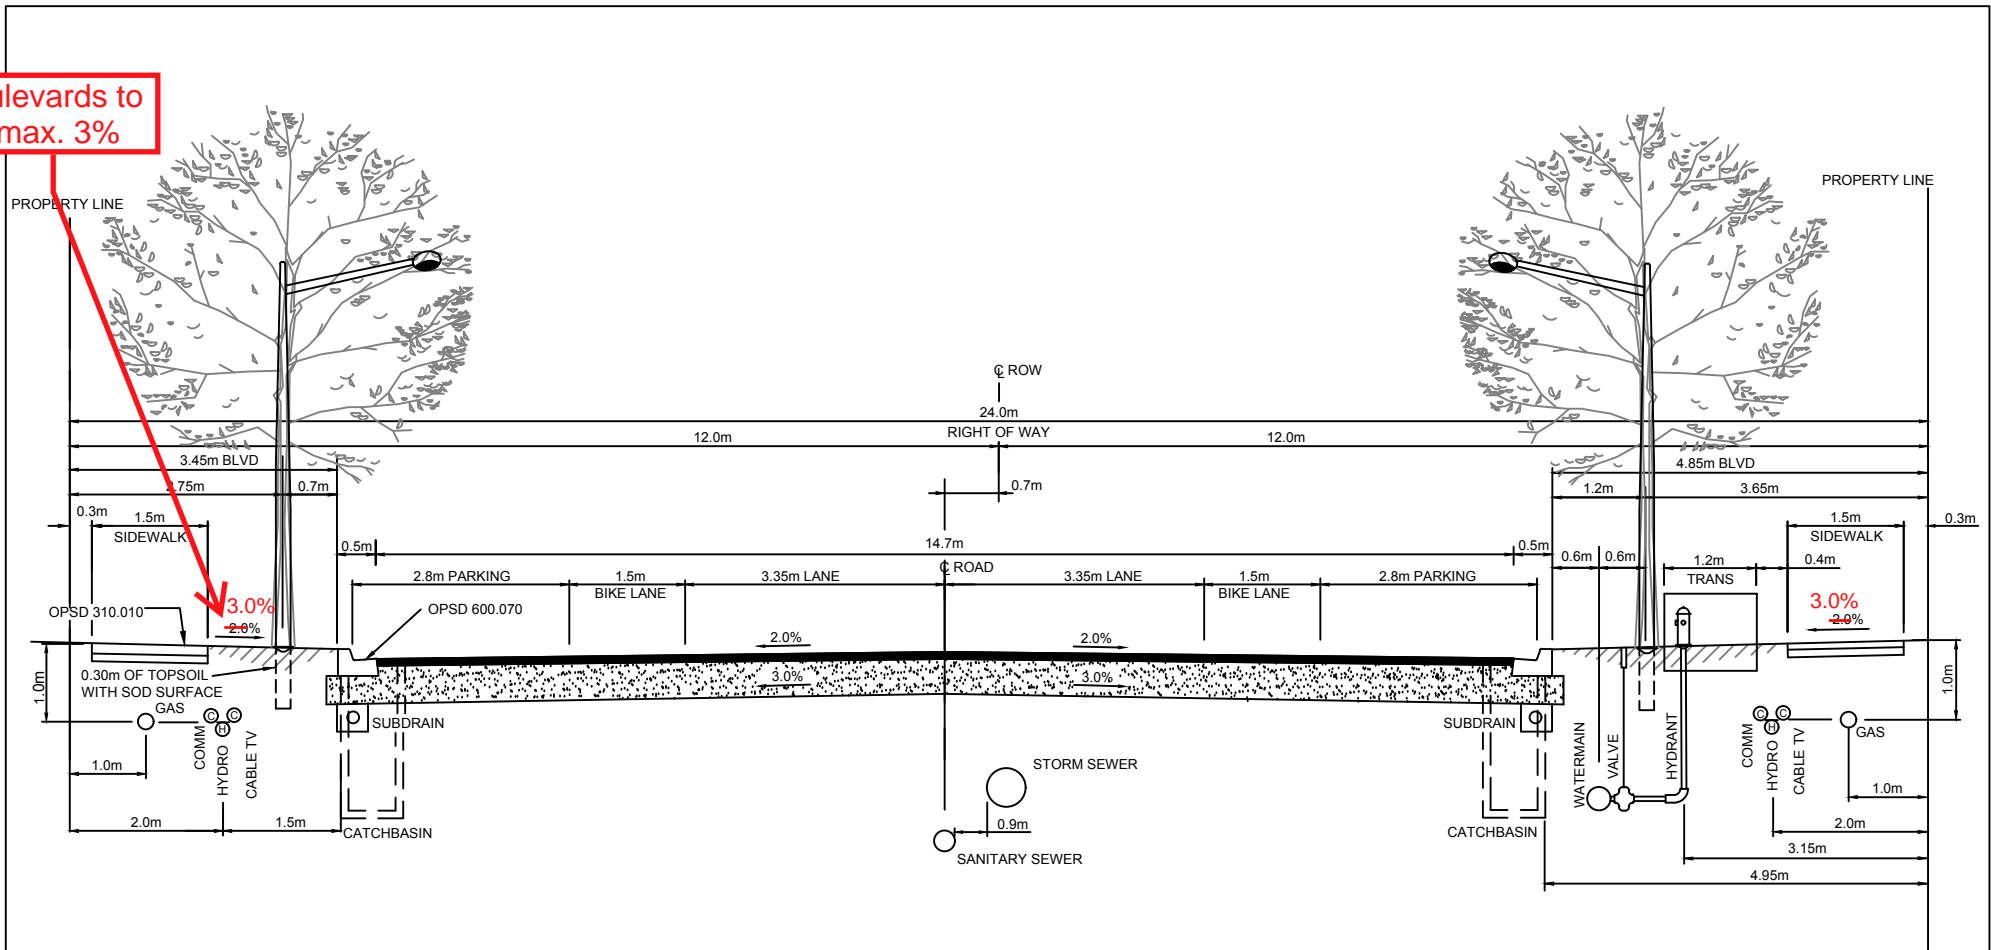 ulevards to
max. 3%
PROPERTY LINE
PROPERTY LINE
℄ ROW
24.0m
RIGHT OF WAY
12.0m
12.0m
3.45m BLVD
4.85m BLVD
2.75m
0.7m
0.7m
1.2m
3.65m
0.3m
1.5m
SIDEWALK
1.5m
SIDEWALK
0.3m
0.5m
14.7m
0.5m
0.6m
0.6m
1.2m
TRANS
0.4m
℄ ROAD
2.8m PARKING
1.5m
BIKE LANE
3.35m LANE
3.35m LANE
1.5m
BIKE LANE
2.8m PARKING
OPSD 310.010
3.0%
2.0%
OPSD 600.070
2.0%
2.0%
3.0%
2.0%
3.0%
3.0%
0.30m OF TOPSOIL
WITH SOD SURFACE
1.0m
GAS
C
C
H
COMM
HYDRO
CABLE TV
SUBDRAIN
SUBDRAIN
WATERMAIN
VALVE
HYDRANT
COMM
HYDRO
CABLE TV
C
C
H
GAS
1.0m
1.0m
1.0m
STORM SEWER
2.0m
1.5m
CATCHBASIN
0.9m
SANITARY SEWER
CATCHBASIN
2.0m
3.15m
4.95m